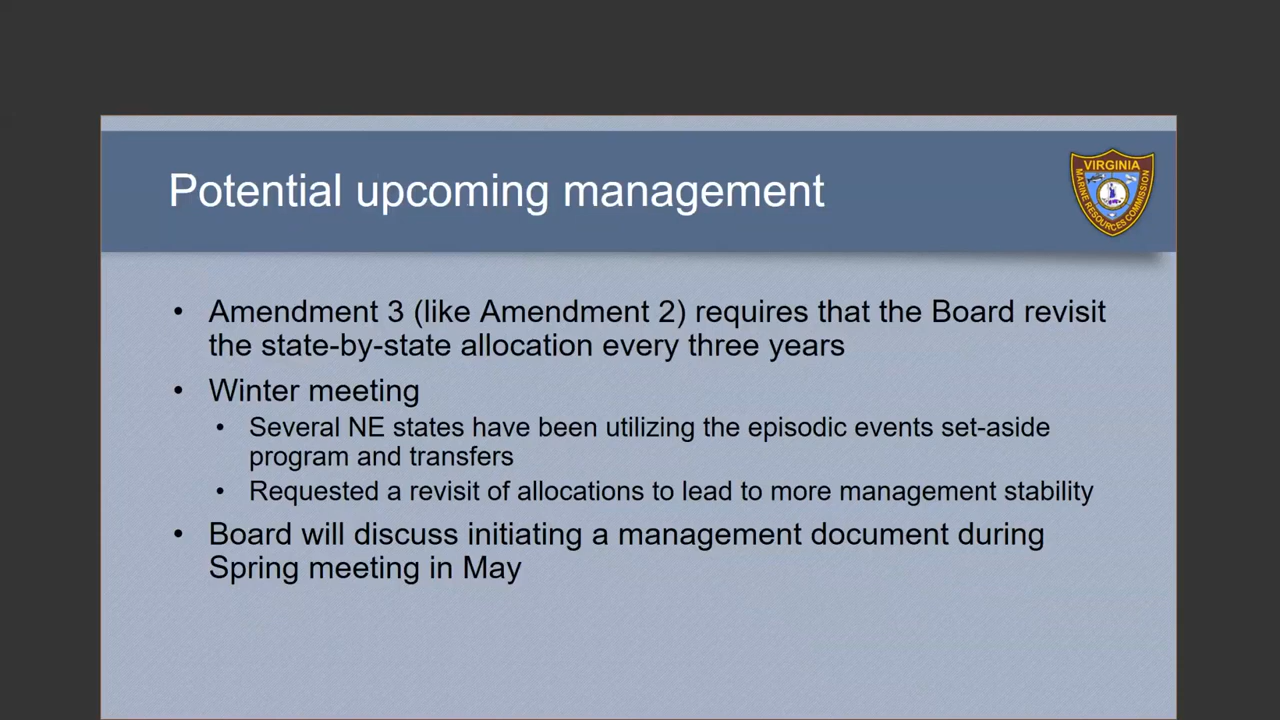 Potential upcoming management
VIRGINIA
MARINE RESOURCES COMMISSION
• Amendment 3 (like Amendment 2) requires that the Board revisit
the state-by-state allocation every three years
• Winter meeting
• Several NE states have been utilizing the episodic events set-aside
program and transfers
• Requested a revisit of allocations to lead to more management stability
• Board will discuss initiating a management document during
Spring meeting in May